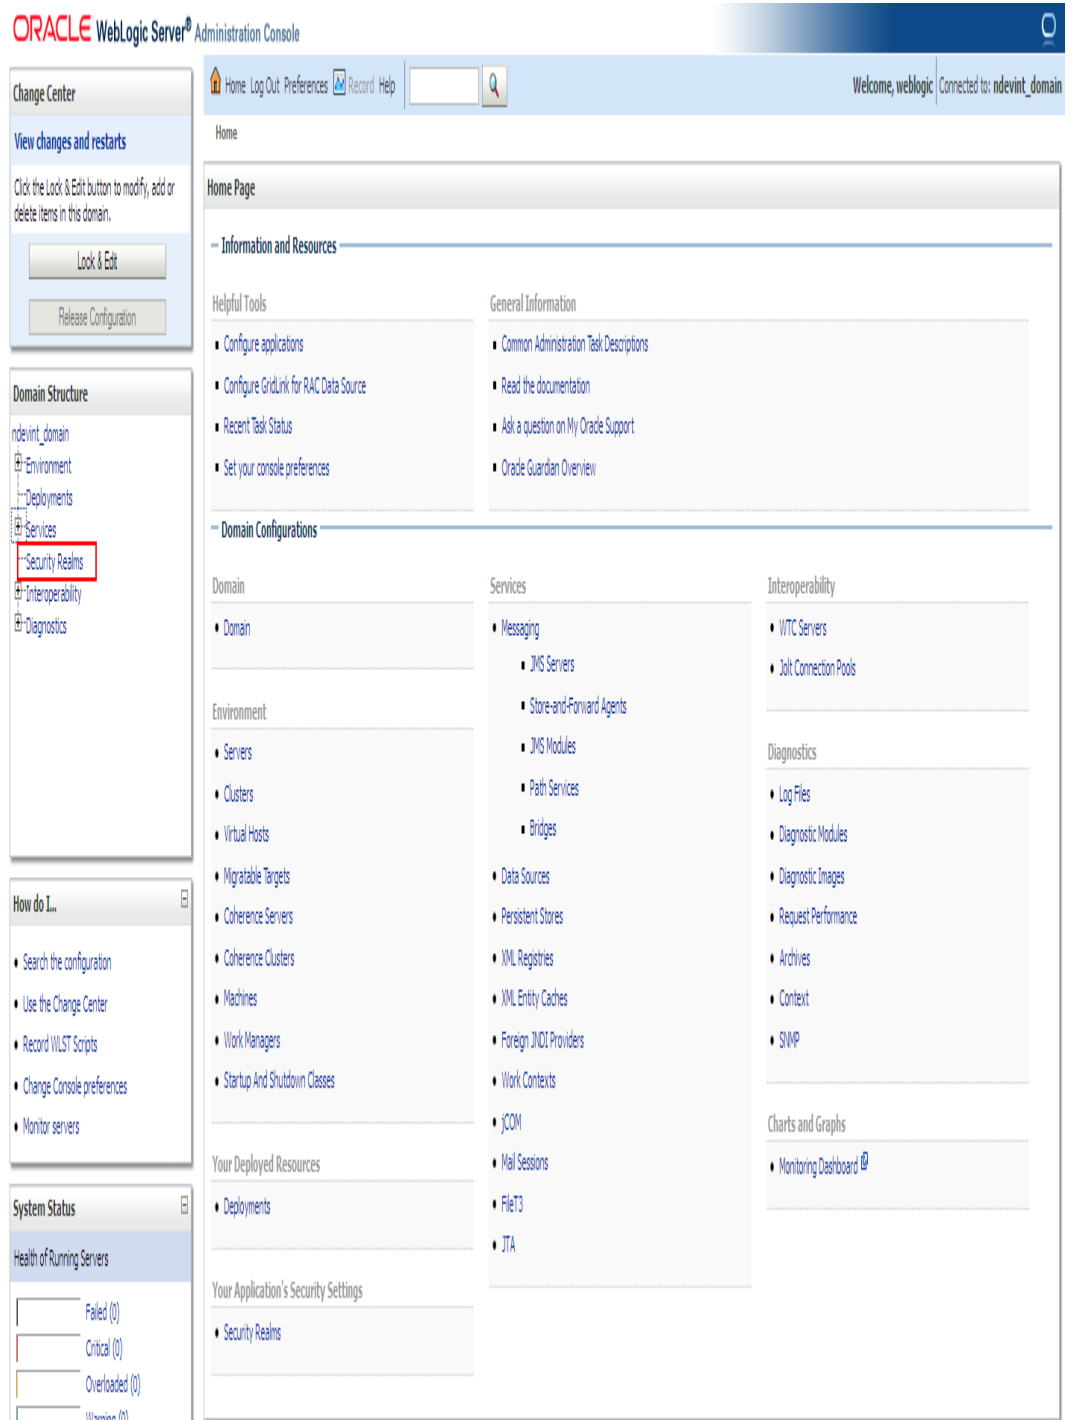 ORACLE WebLogic Server® Administration Console
Change Center
View changes and restarts
Click the Lock & Edit button to modify, add or
delete items in this domain.
Lock & Edit
Release Configuration
Domain Structure
ndevint_domain
Environment
Deployments
Services
Security Realms
Interoperability
Diagnostics
How do I...
Search the configuration
Use the Change Center
Record WLST Scripts
Change Console preferences
Monitor servers
System Status
Health of Running Servers
Failed (0)
Critical (0)
Overloaded (0)
Warning (0)
Home Log Out Preferences Record Help
Welcome, weblogic Connected to: ndevint_domain
Home
Home Page
Information and Resources
Helpful Tools
Configure applications
Configure GridLink for RAC Data Source
Recent Task Status
Set your console preferences
General Information
Common Administration Task Descriptions
Read the documentation
Ask a question on My Oracle Support
Oracle Guardian Overview
Domain Configurations
Domain
Domain
Environment
Servers
Clusters
Virtual Hosts
Migratable Targets
Coherence Servers
Coherence Clusters
Machines
Work Managers
Startup And Shutdown Classes
Your Deployed Resources
Deployments
Your Application's Security Settings
Security Realms
Services
Messaging
JMS Servers
Store-and-Forward Agents
JMS Modules
Path Services
Bridges
Data Sources
Persistent Stores
XML Registries
XML Entity Caches
Foreign JNDI Providers
Work Contexts
jCOM
Mail Sessions
FileT3
JTA
Interoperability
WTC Servers
Jolt Connection Pools
Diagnostics
Log Files
Diagnostic Modules
Diagnostic Images
Request Performance
Archives
Context
SNMP
Charts and Graphs
Monitoring Dashboard